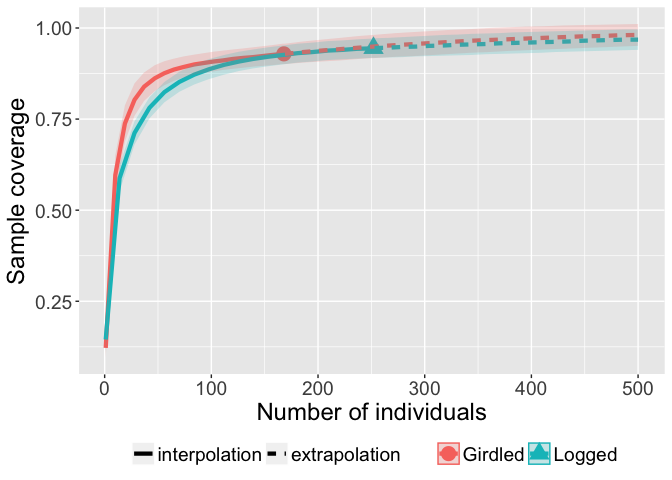 1.00
0.75
0.50
0.25
Sample coverage
0 100 200 300 400 500
Number of individuals
interpolation extrapolation Girdled Logged